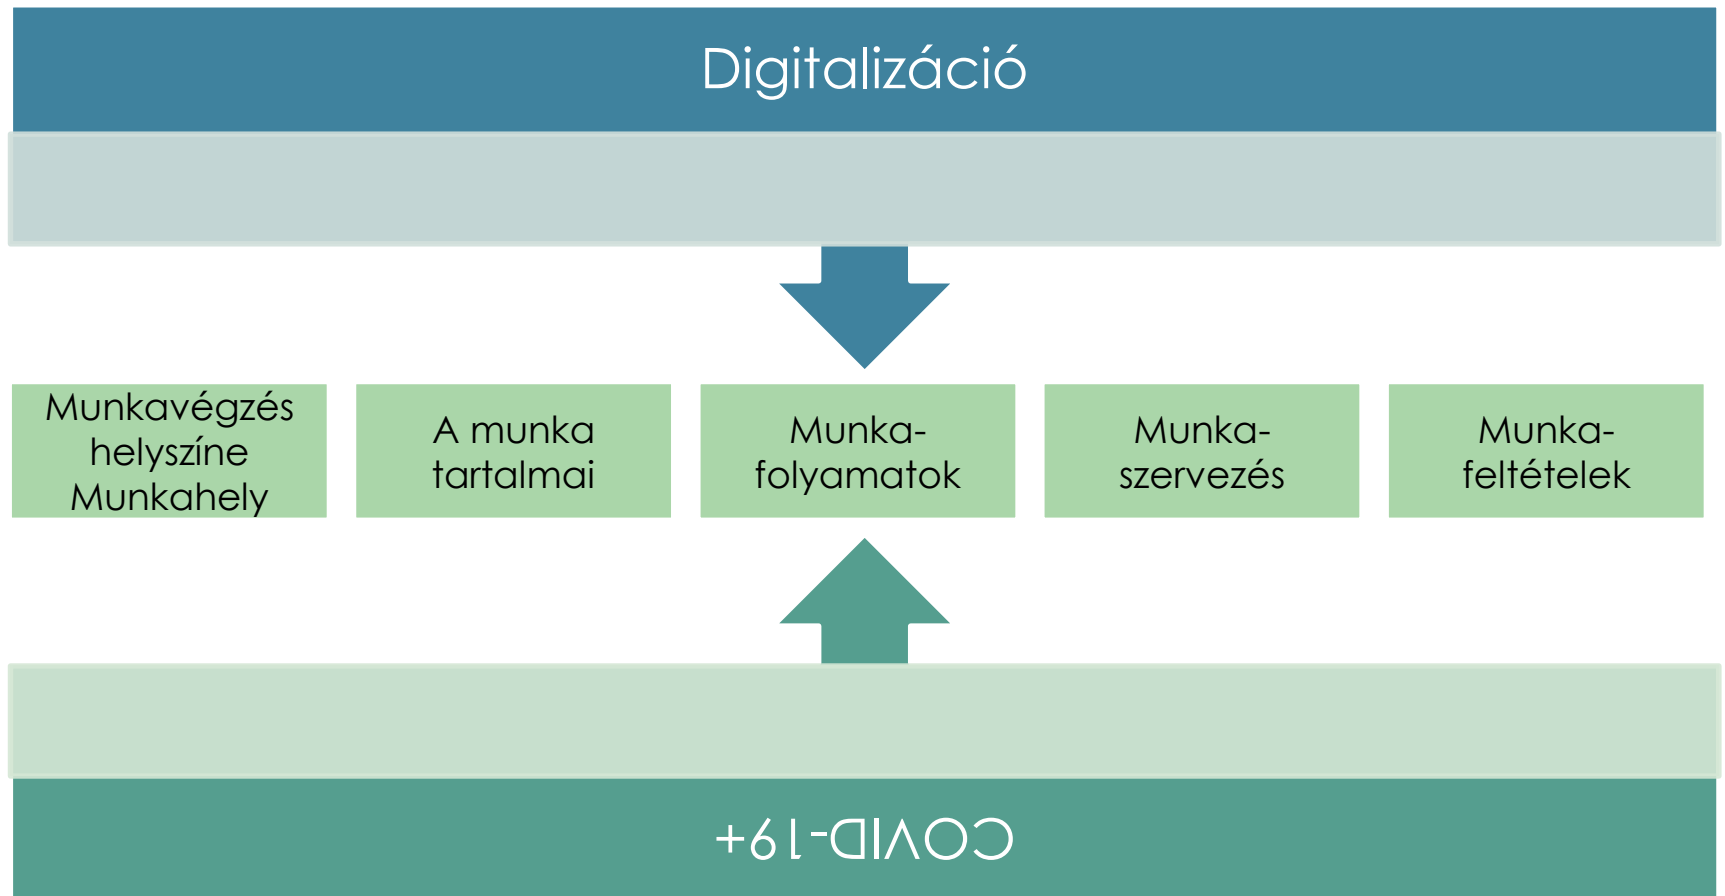 Digitalizáció
Munkavégzés
helyszíne
Munkahely
A munka
tartalmai
Munka-
folyamatok
Munka-
szervezés
Munka-
feltételek
COVID-19+